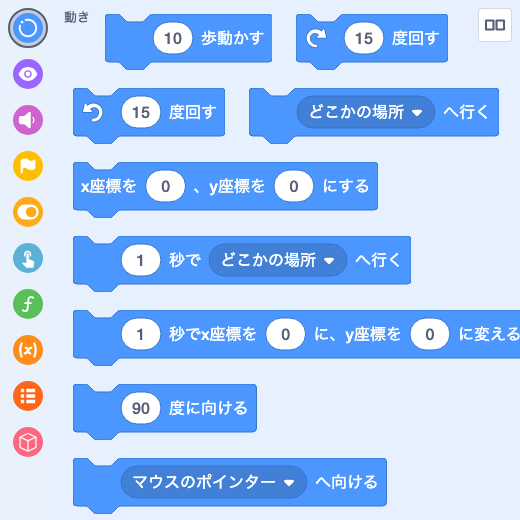 動き
10 歩動かす
15 度回す
15 度回す
どこかの場所 へ行く
x座標を 0 、y座標を 0 にする
1 秒で どこかの場所 へ行く
1 秒でx座標を 0 に、y座標を 0 に変える
90 度に向ける
マウスのポインター へ向ける